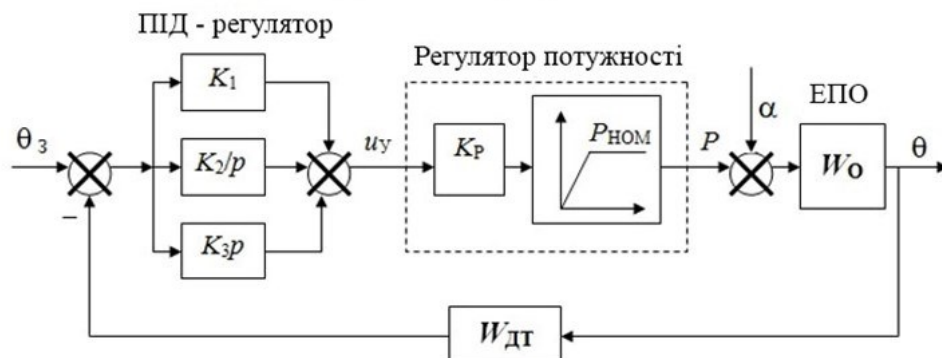 ПІД - регулятор
Регулятор потужності
ЕПО
K1
K2/p
K3p
θ З
–
uУ
KР
PНОМ
P
α
WО
θ
WДТ